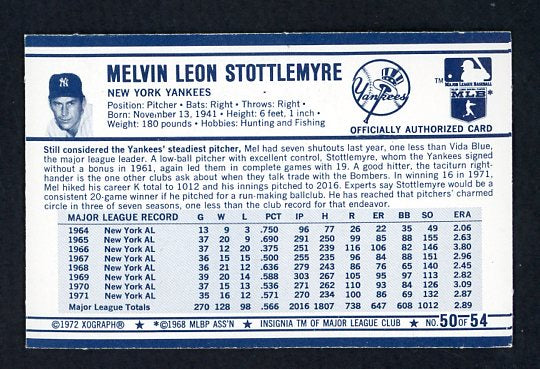 MELVIN LEON STOTTLEMYRE
NEW YORK YANKEES
Position: Pitcher • Bats: Right • Throws: Right •
Born: November 13, 1941 • Height: 6 feet, 1 inch •
Weight: 180 pounds • Hobbies: Hunting and Fishing
Yankees
TM
MAJOR LEAGUE BASEBALL
MLB*
OFFICIALLY AUTHORIZED CARD
Still considered the Yankees' steadiest pitcher, Mel had seven shutouts last year, one less than Vida Blue,
the major league leader. A low-ball pitcher with excellent control, Stottlemyre, whom the Yankees signed
without a bonus in 1961, again led them in complete games with 19. A good hitter, the taciturn right-
hander is the one other clubs ask about when they talk trade with the Bombers. In winning 16 in 1971,
Mel hiked his career K total to 1012 and his innings pitched to 2016. Experts say Stottlemyre would be a
consistent 20-game winner if he pitched for a run-making ballclub. He has reached that pitchers' charmed
circle in three of seven seasons, one less than the club record for that endeavor.
MAJOR LEAGUE RECORD G W L PCT IP H R ER BB SO ERA
1964 New York AL 13 9 3 .750 96 77 26 22 35 49 2.06
1965 New York AL 37 20 9 .690 291 250 99 85 88 155 2.63
1966 New York AL 37 12 20 .375 251 239 116 106 82 146 3.80
1967 New York AL 36 15 15 .500 255 235 96 84 88 151 2.96
1968 New York AL 36 21 12 .636 279 243 86 76 65 140 2.45
1969 New York AL 39 20 14 .588 303 267 105 95 97 113 2.82
1970 New York AL 37 15 13 .536 271 262 110 93 84 126 3.09
1971 New York AL 35 16 12 .571 270 234 100 86 69 132 2.87
Major League Totals 270 128 98 .566 2016 1807 738 647 608 1012 2.89
©1972 XOGRAPH® ★ *©1968 MLBP ASS'N ★ INSIGNIA TM OF MAJOR LEAGUE CLUB ★ NO. 50 OF 54